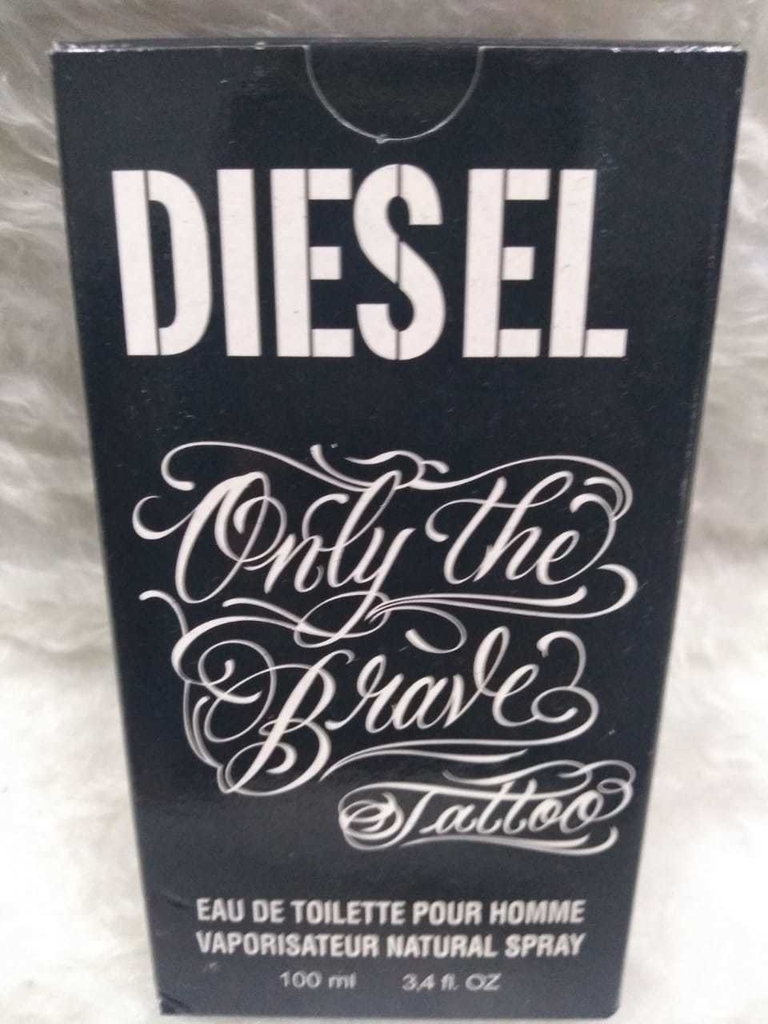 DIESEL
Only the
Brave
Tattoo
EAU DE TOILETTE POUR HOMME
VAPORISATEUR NATURAL SPRAY
100 ml 3,4 fl. OZ